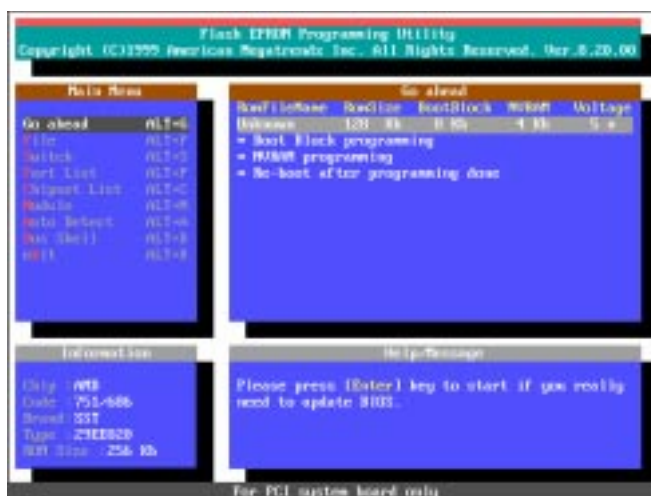 Flash EPROM Programming Utility
Copyright (C)1999 American Megatrends Inc. All Rights Reserved. Ver.8.20.00
Main Menu
Go ahead ALT+G
File ALT+F
Switch ALT+S
Port List ALT+P
Chipset List ALT+C
Module ALT+M
Auto Detect ALT+A
Dos Shell ALT+D
eXit ALT+X
Go ahead
RomFileName RomSize BootBlock NVRAM Voltage
Unknown 128 Kb 8 Kb 4 Kb 5 v
Boot Block programming
NVRAM programming
Re-boot after programming done
Information
Chip :AMD
Code :751/686
Brand:SST
Type :29EE020
ROM Size :256 Kb
Help/Message
Please press [Enter] key to start if you really
need to update BIOS.
For PCI system board only